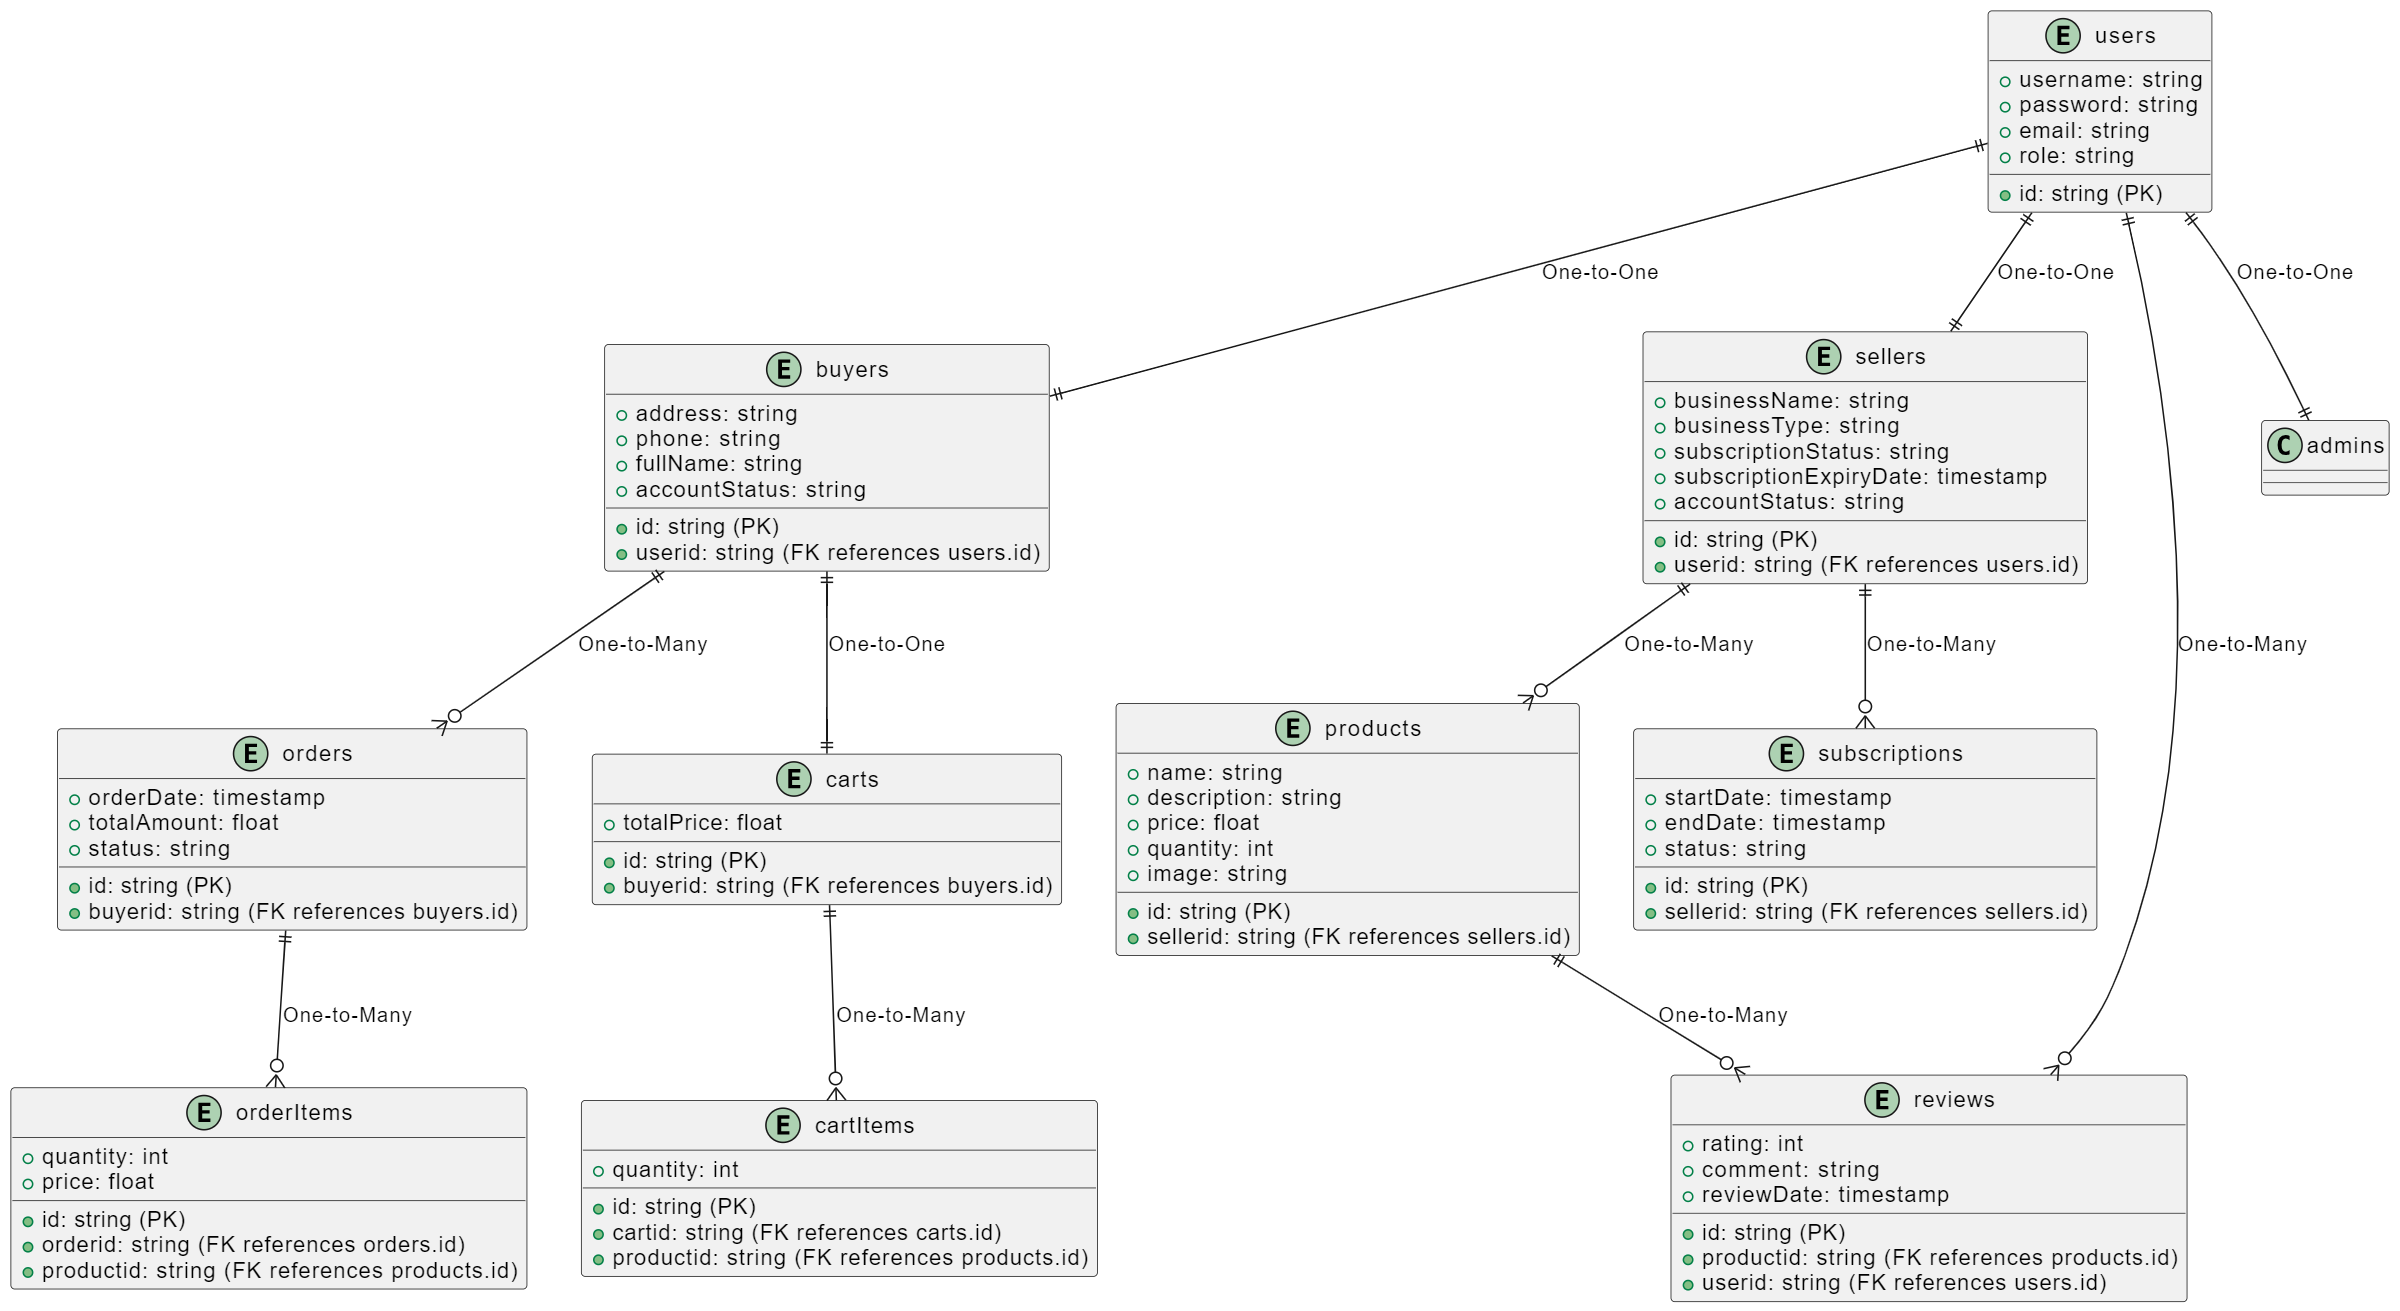 E users
username: string
password: string
email: string
role: string
id: string (PK)
One-to-One
One-to-One
One-to-One
E buyers
address: string
phone: string
fullName: string
accountStatus: string
id: string (PK)
userid: string (FK references users.id)
E sellers
businessName: string
businessType: string
subscriptionStatus: string
subscriptionExpiryDate: timestamp
accountStatus: string
id: string (PK)
userid: string (FK references users.id)
C admins
One-to-Many
One-to-One
One-to-Many
One-to-Many
One-to-Many
E orders
orderDate: timestamp
totalAmount: float
status: string
id: string (PK)
buyerid: string (FK references buyers.id)
E carts
totalPrice: float
id: string (PK)
buyerid: string (FK references buyers.id)
E products
name: string
description: string
price: float
quantity: int
image: string
id: string (PK)
sellerid: string (FK references sellers.id)
E subscriptions
startDate: timestamp
endDate: timestamp
status: string
id: string (PK)
sellerid: string (FK references sellers.id)
One-to-Many
One-to-Many
One-to-Many
E orderItems
quantity: int
price: float
id: string (PK)
orderid: string (FK references orders.id)
productid: string (FK references products.id)
E cartItems
quantity: int
id: string (PK)
cartid: string (FK references carts.id)
productid: string (FK references products.id)
E reviews
rating: int
comment: string
reviewDate: timestamp
id: string (PK)
productid: string (FK references products.id)
userid: string (FK references users.id)